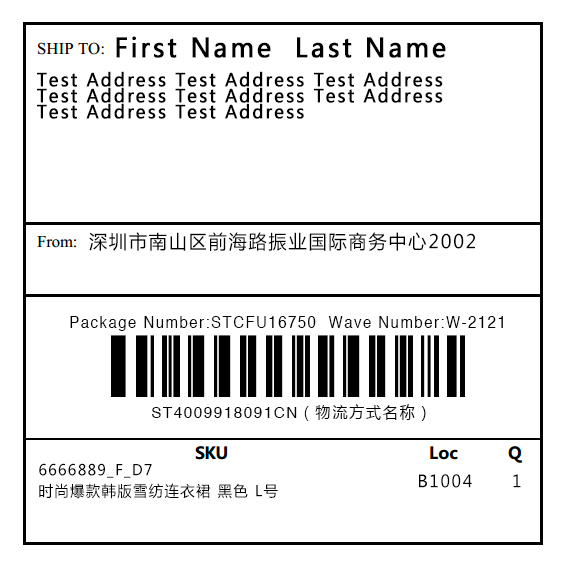 SHIP TO: First Name Last Name
Test Address Test Address Test Address
Test Address Test Address Test Address
Test Address Test Address
From: 深圳市南山区前海路振业国际商务中心2002
Package Number:STCFU16750 Wave Number:W-2121
ST4009918091CN ( 物流方式名称 )
SKU Loc Q
6666889_F_D7
时尚爆款韩版雪纺连衣裙 黑色 L号 B1004 1